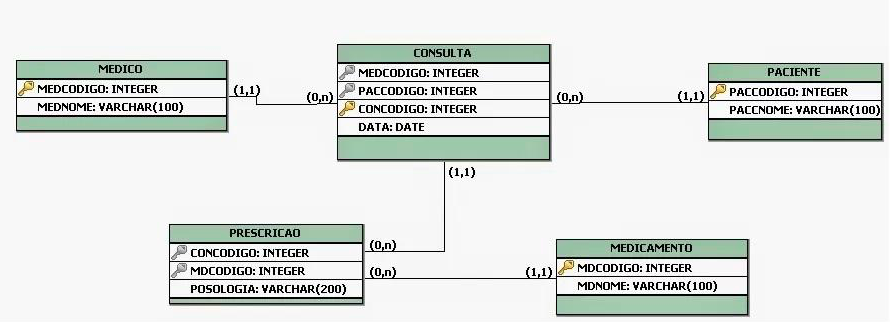 MEDICO
MEDCODIGO: INTEGER
MEDNOME: VARCHAR(100)
(1,1)
(0,n)
CONSULTA
MEDCODIGO: INTEGER
PACCODIGO: INTEGER
CONCODIGO: INTEGER
DATA: DATE
(0,n)
(1,1)
PACIENTE
PACCODIGO: INTEGER
PACCNOME: VARCHAR(100)
(1,1)
PRESCRICAO
CONCODIGO: INTEGER
MDCODIGO: INTEGER
POSOLOGIA: VARCHAR(200)
(0,n)
(0,n)
(1,1)
MEDICAMENTO
MDCODIGO: INTEGER
MDNOME: VARCHAR(100)